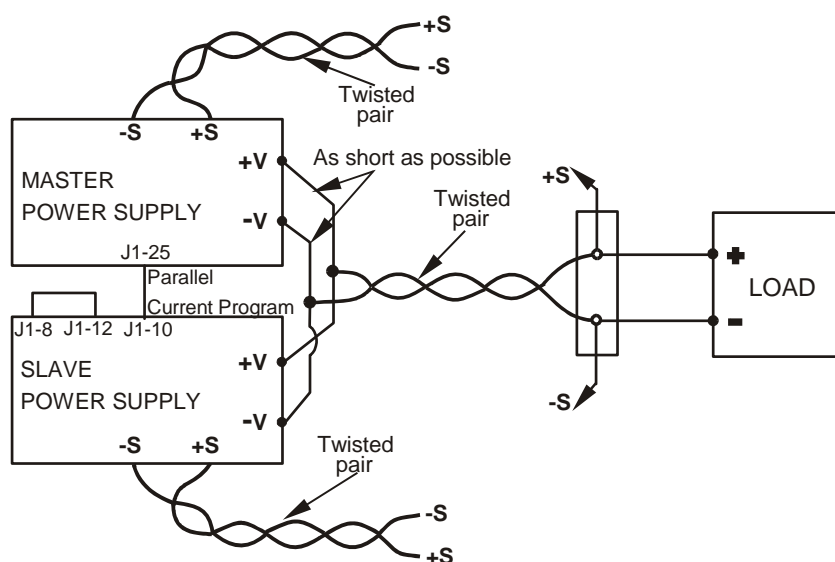 +S
-S
Twisted
pair
-S +S
MASTER
POWER SUPPLY
+V
-V
J1-25
As short as possible
Twisted
pair
+S
-S
+
-
LOAD
Parallel
Current Program
J1-8 J1-12 J1-10
SLAVE
POWER SUPPLY
+V
-V
-S +S
Twisted
pair
-S
+S